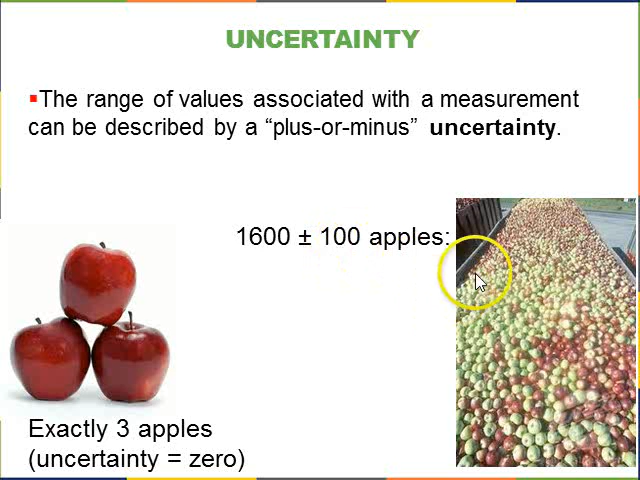 UNCERTAINTY
▪The range of values associated with a measurement
can be described by a “plus-or-minus” uncertainty.
1600 ± 100 apples:
Exactly 3 apples
(uncertainty = zero)